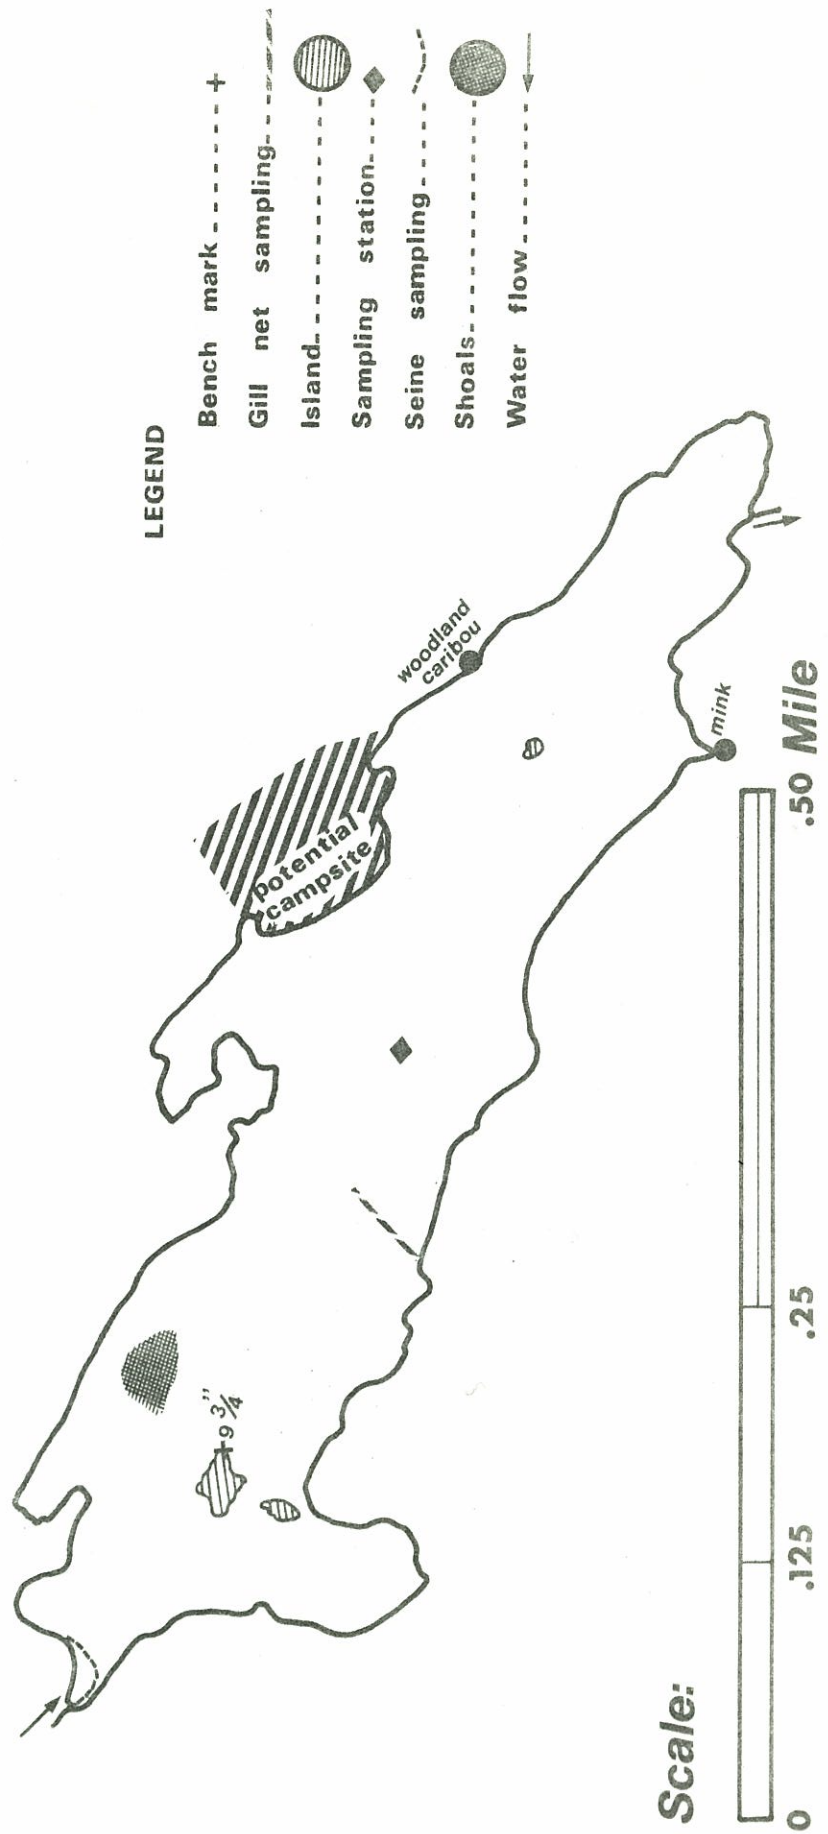 LEGEND
Bench mark
Gill net sampling
Island
Sampling station
Seine sampling
Shoals
Water flow
woodland
caribou
potential
campsite
mink
9 3/4"
Scale:
0 .125 .25 .50 Mile